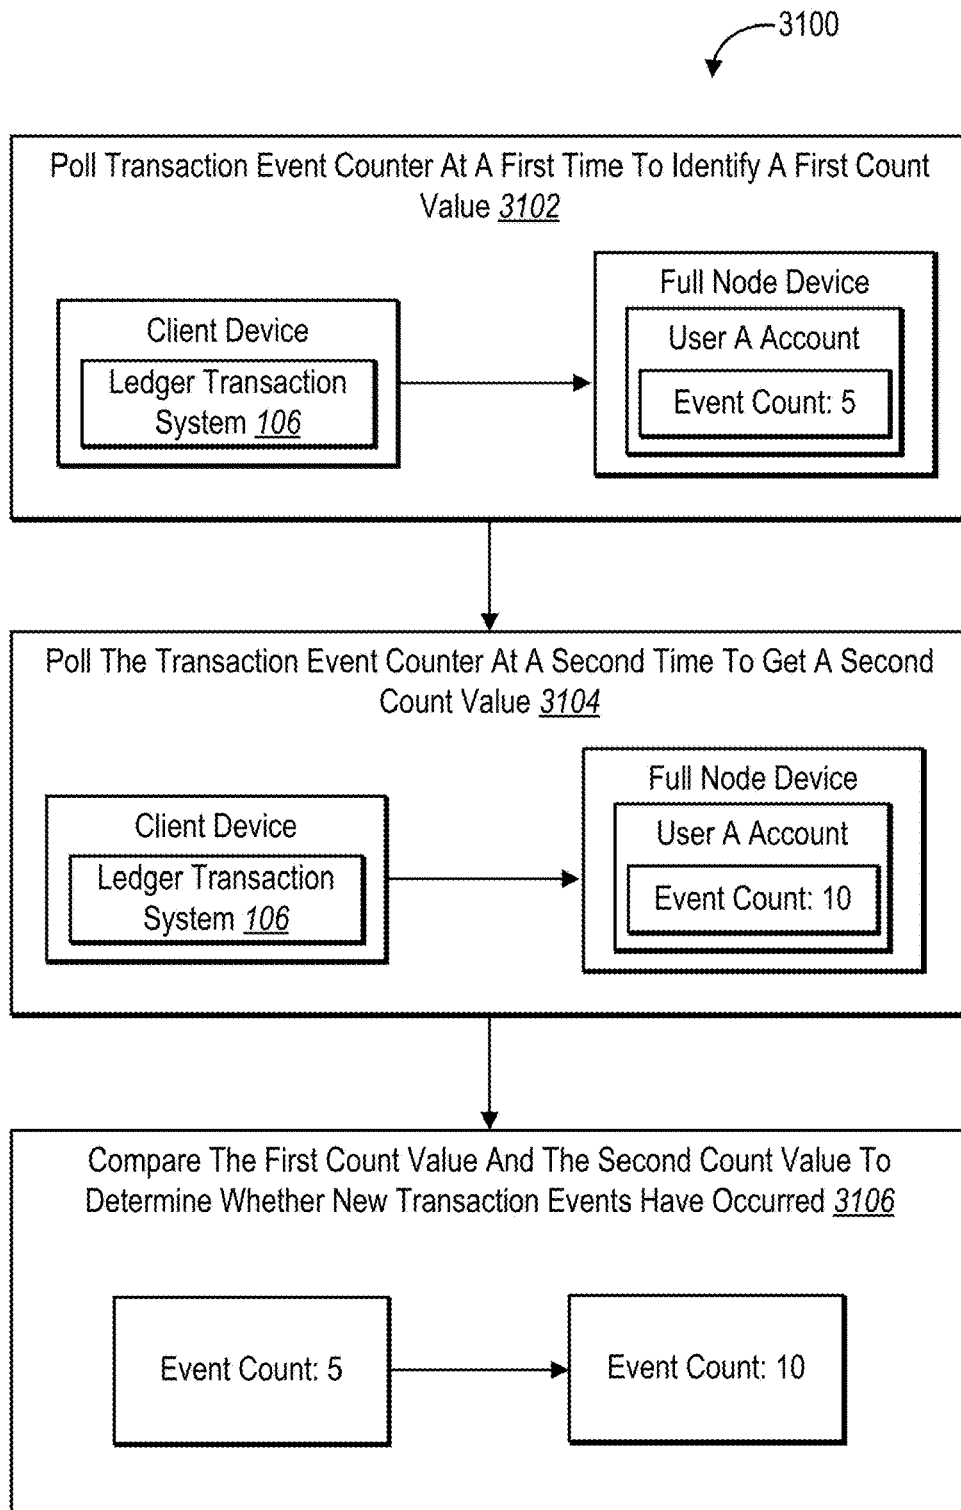 3100
Poll Transaction Event Counter At A First Time To Identify A First Count
Value 3102
Client Device
Ledger Transaction
System 106
Full Node Device
User A Account
Event Count: 5
Poll The Transaction Event Counter At A Second Time To Get A Second
Count Value 3104
Client Device
Ledger Transaction
System 106
Full Node Device
User A Account
Event Count: 10
Compare The First Count Value And The Second Count Value To
Determine Whether New Transaction Events Have Occurred 3106
Event Count: 5
Event Count: 10